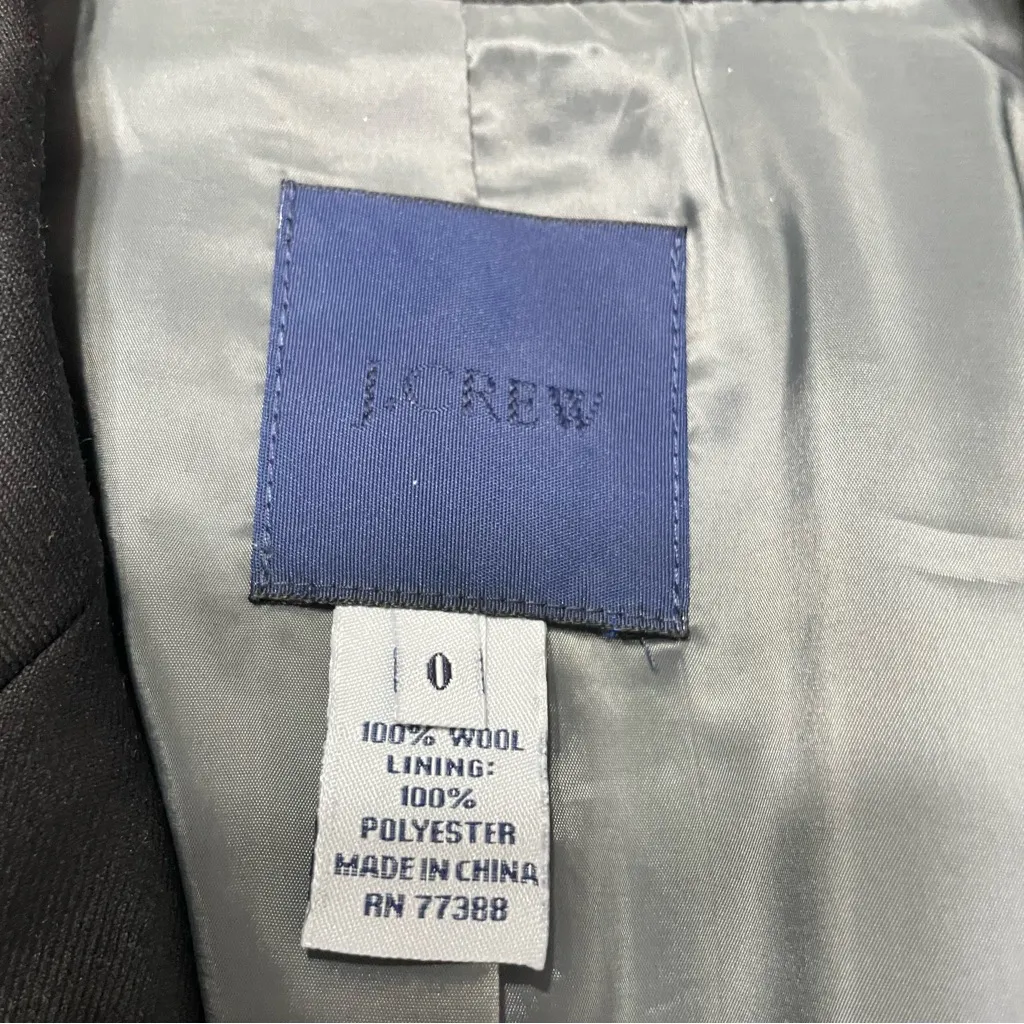 J.CREW
0
100% WOOL
LINING:
100%
POLYESTER
MADE IN CHINA
RN 77388